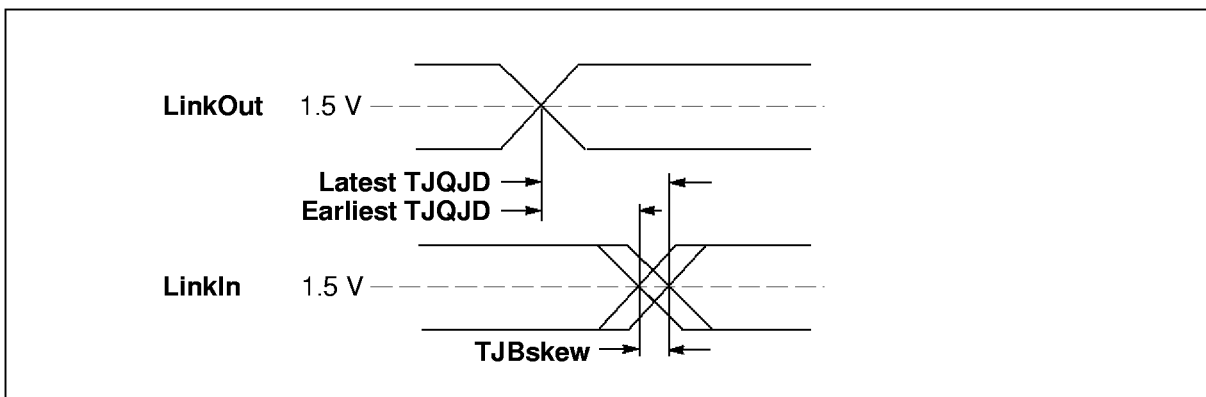 LinkOut 1.5 V
Latest TJQJD
Earliest TJQJD
LinkIn 1.5 V
TJBskew